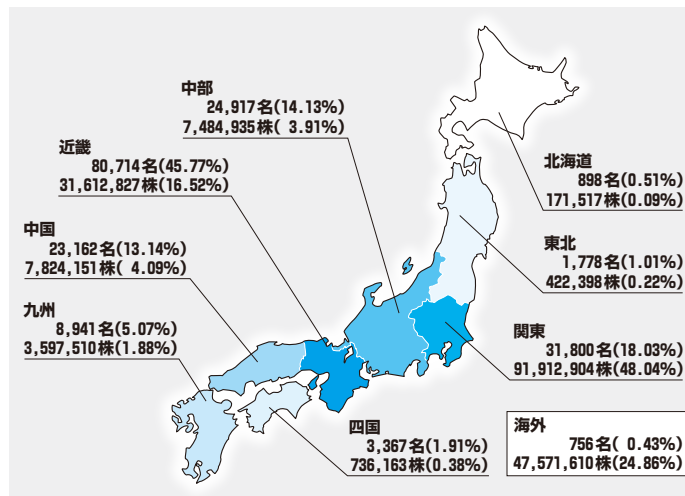 中部
24,917名(14.13%)
7,484,935株( 3.91%)
近畿
80,714名(45.77%)
31,612,827株(16.52%)
中国
23,162名(13.14%)
7,824,151株( 4.09%)
九州
8,941名(5.07%)
3,597,510株(1.88%)
北海道
898名(0.51%)
171,517株(0.09%)
東北
1,778名(1.01%)
422,398株(0.22%)
関東
31,800名(18.03%)
91,912,904株(48.04%)
四国
3,367名(1.91%)
736,163株(0.38%)
海外
756名( 0.43%)
47,571,610株(24.86%)